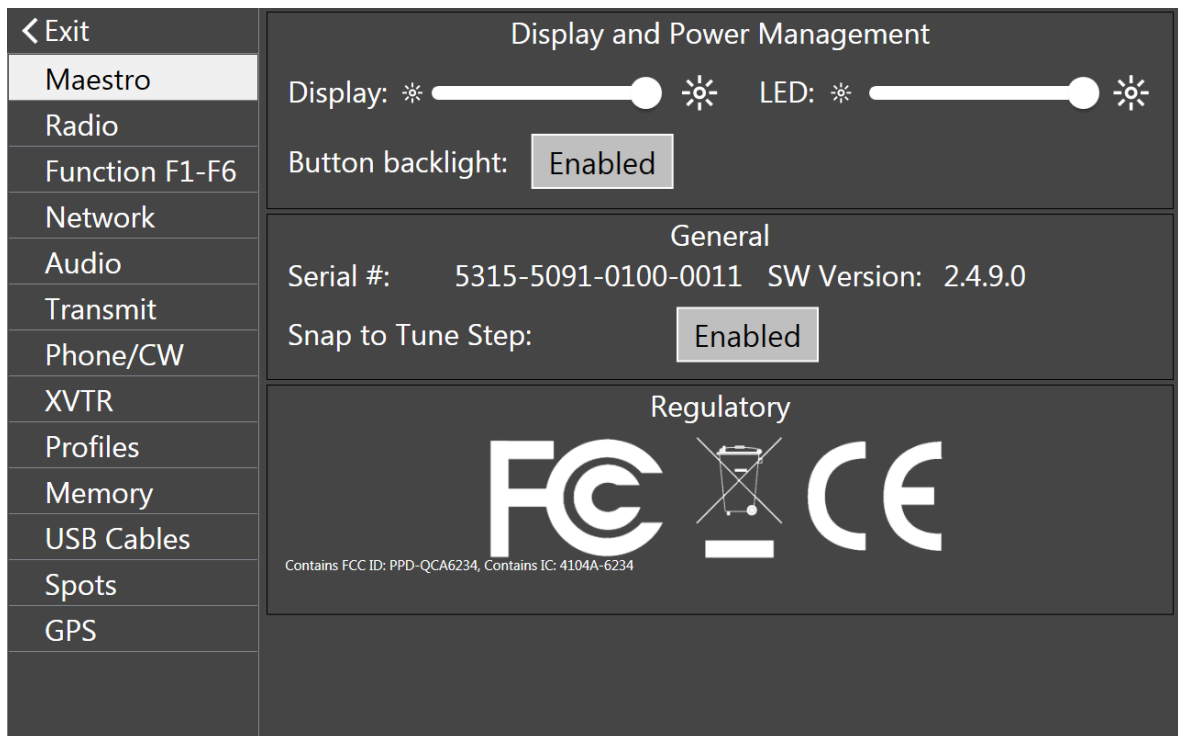 Exit
Maestro
Radio
Function F1-F6
Network
Audio
Transmit
Phone/CW
XVTR
Profiles
Memory
USB Cables
Spots
GPS
Display and Power Management
Display: LED:
Button backlight: Enabled
General
Serial #: 5315-5091-0100-0011 SW Version: 2.4.9.0
Snap to Tune Step: Enabled
Regulatory
FC CE
Contains FCC ID: PPD-QCA6234, Contains IC: 4104A-6234